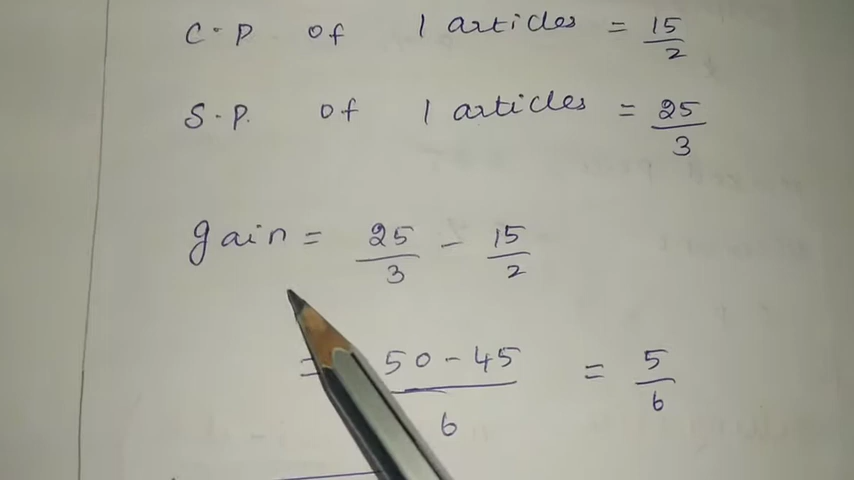 C.P of 1 articles = 15/2
S.P. of 1 articles = 25/3
gain = 25/3 - 15/2
= 50-45/6 = 5/6